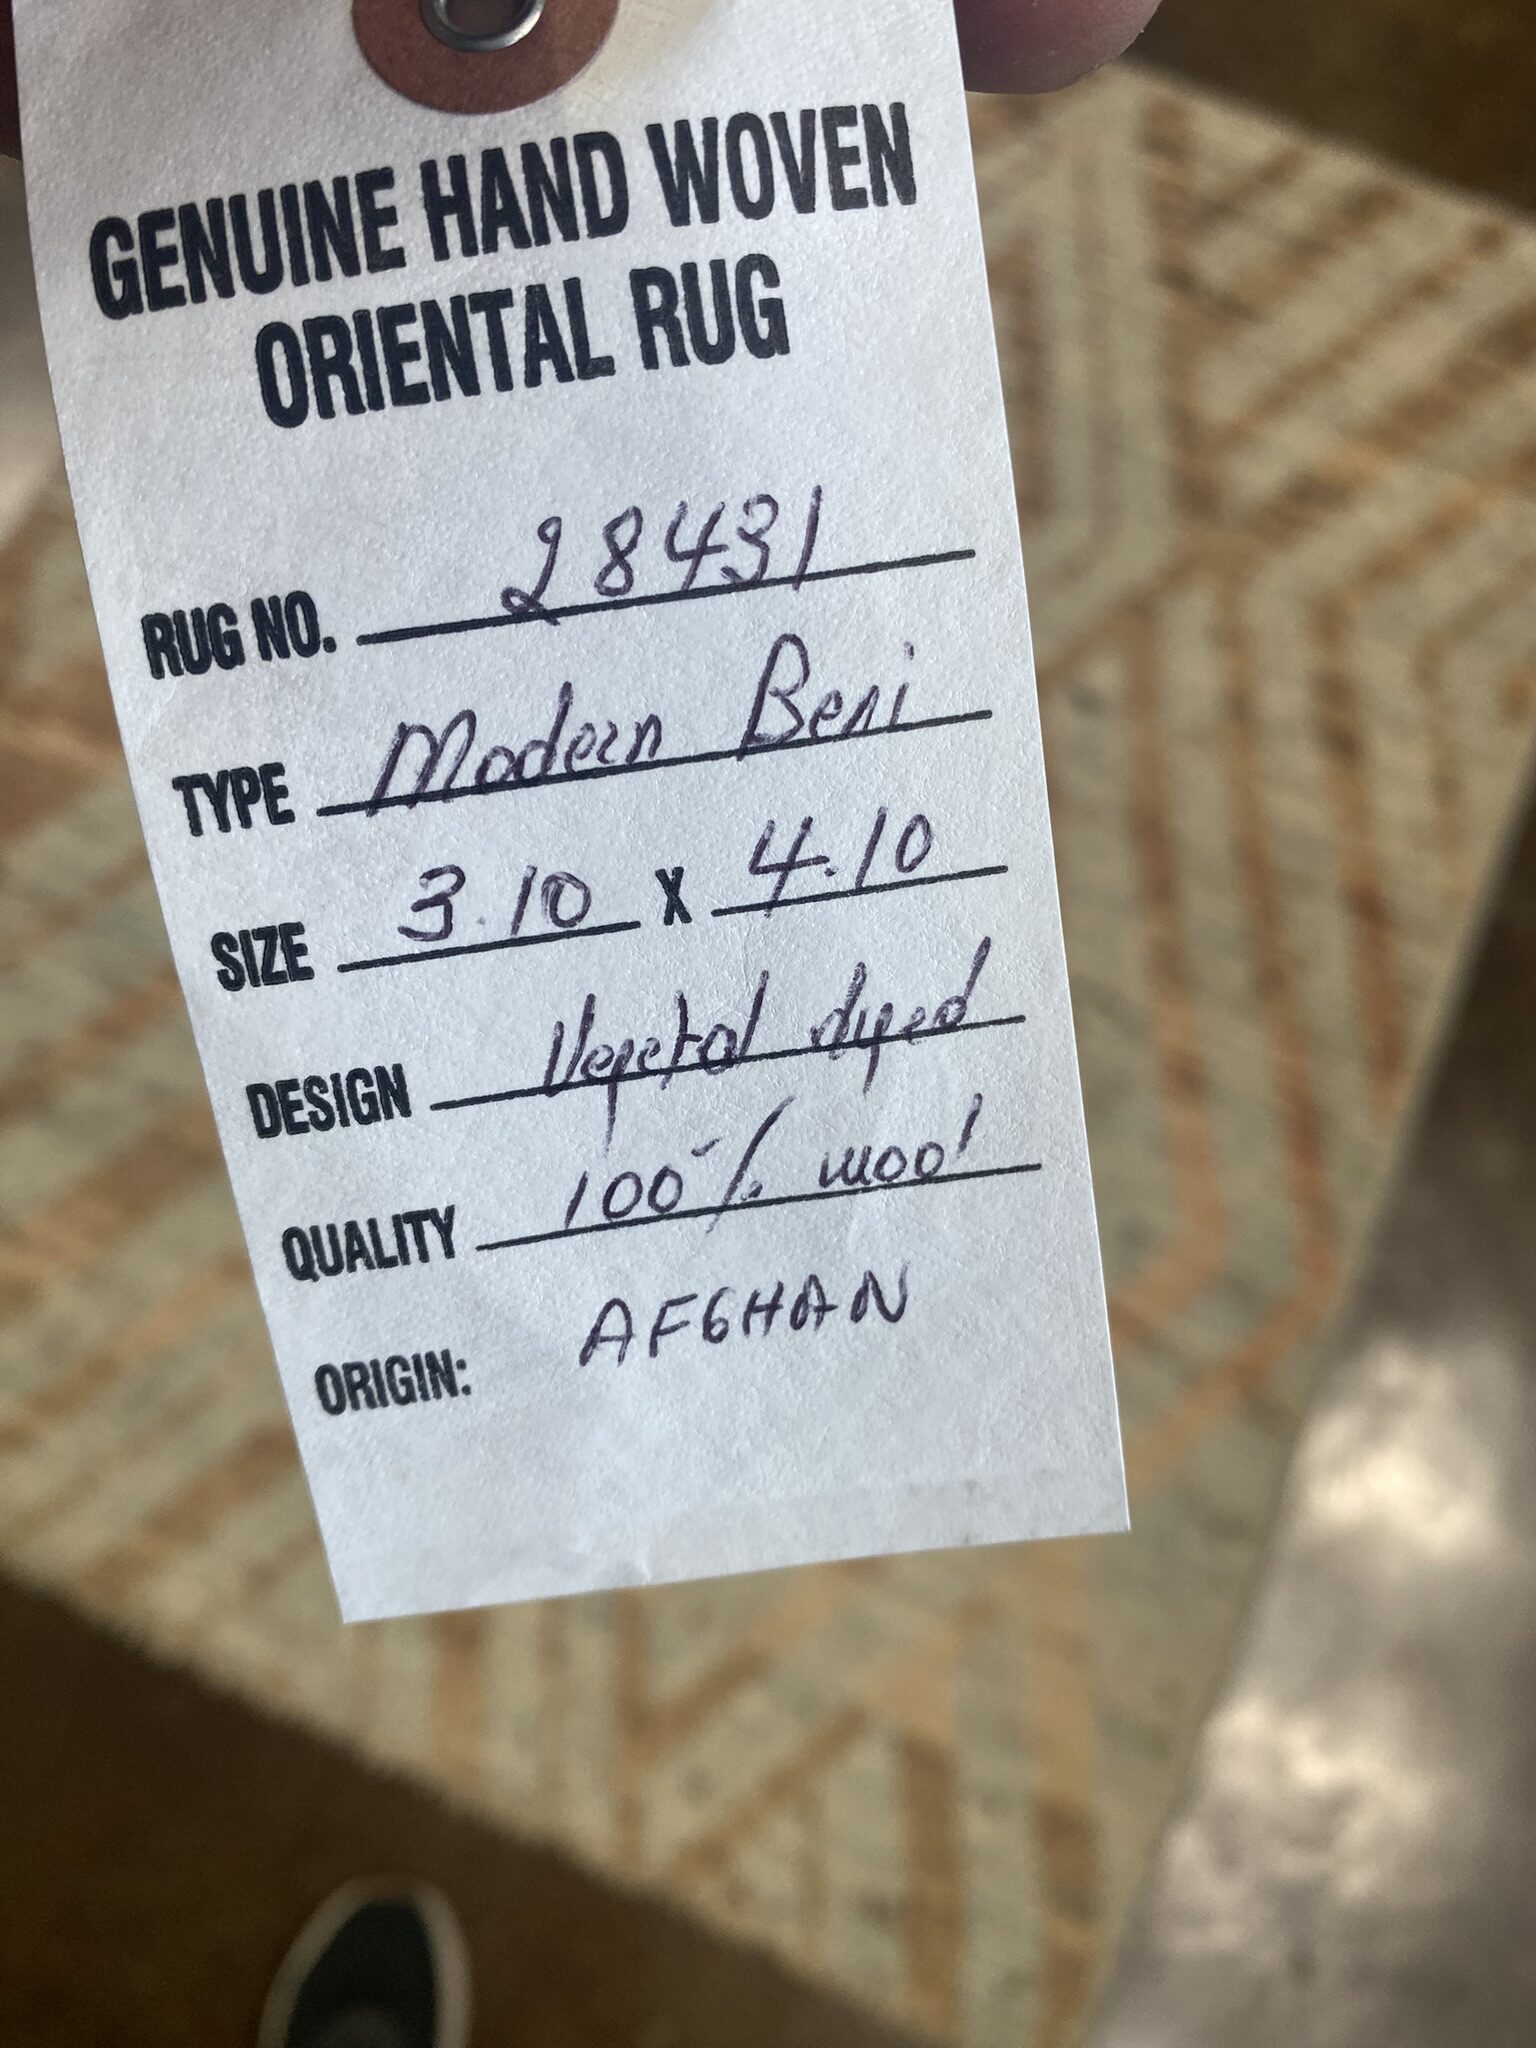 GENUINE HAND WOVEN
ORIENTAL RUG
RUG NO. 28431
TYPE Modern Beni
SIZE 3.10 X 4.10
DESIGN Vegetal dyed
QUALITY 100% wool
ORIGIN: AFGHAN